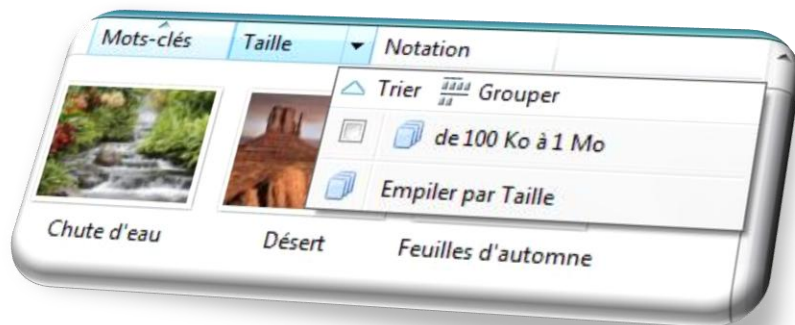 Mots-clés Taille Notation
Trier Grouper
de 100 Ko à 1 Mo
Empiler par Taille
Chute d'eau Désert Feuilles d'automne